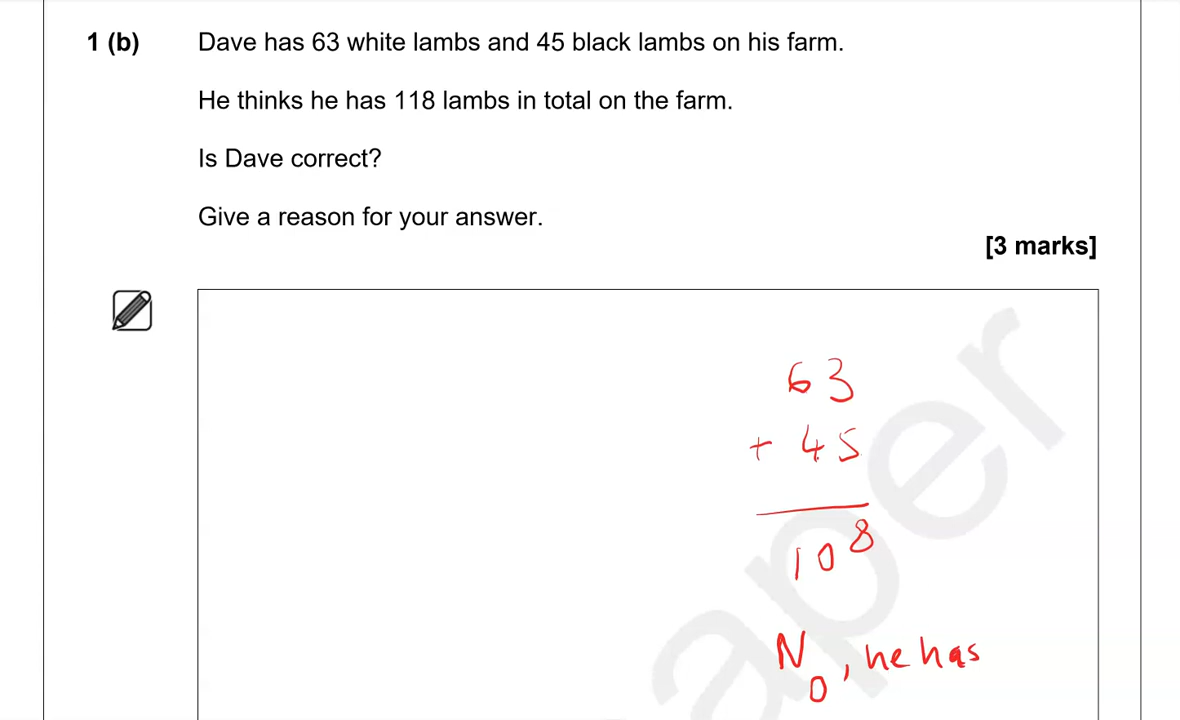 1 (b) Dave has 63 white lambs and 45 black lambs on his farm.
He thinks he has 118 lambs in total on the farm.
Is Dave correct?
Give a reason for your answer.
[3 marks]
63
+ 45
108
No, he has
aper